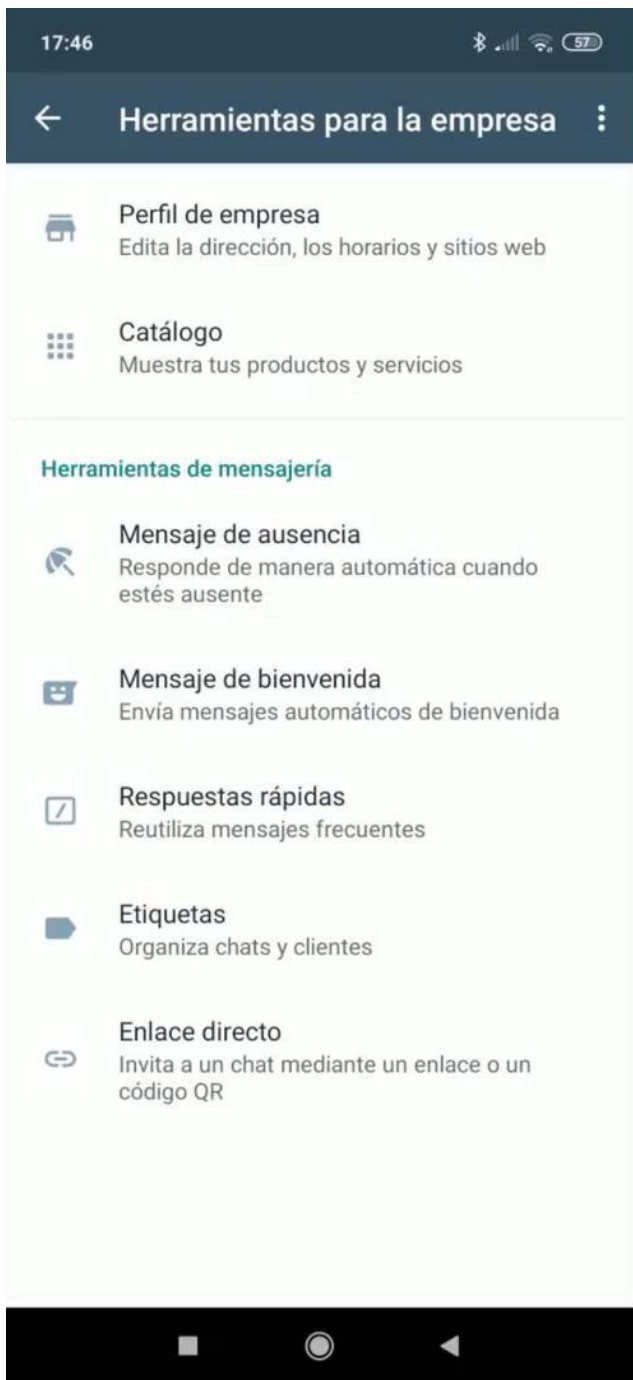 17:46
57
Herramientas para la empresa
Perfil de empresa
Edita la dirección, los horarios y sitios web
Catálogo
Muestra tus productos y servicios
Herramientas de mensajería
Mensaje de ausencia
Responde de manera automática cuando
estés ausente
Mensaje de bienvenida
Envía mensajes automáticos de bienvenida
Respuestas rápidas
Reutiliza mensajes frecuentes
Etiquetas
Organiza chats y clientes
Enlace directo
Invita a un chat mediante un enlace o un
código QR